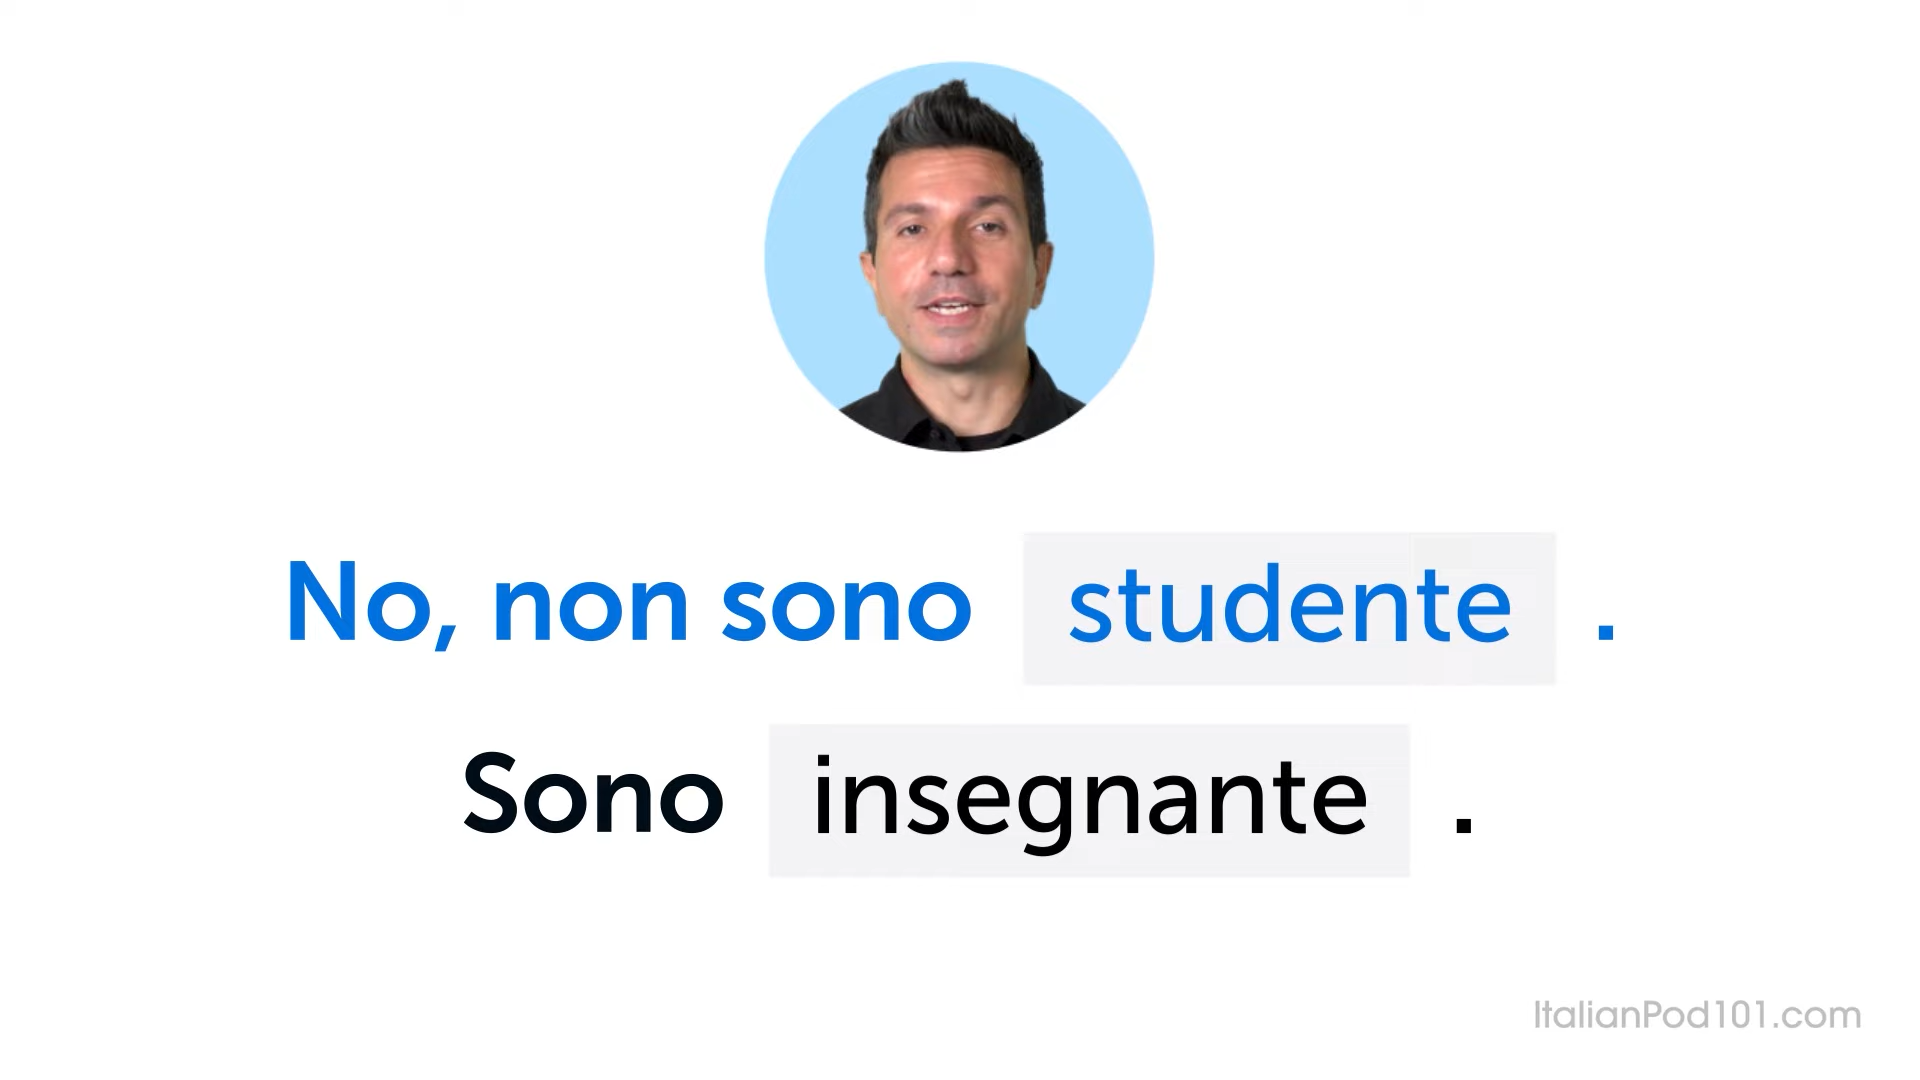 No, non sono studente .
Sono insegnante .
ItalianPod101.com